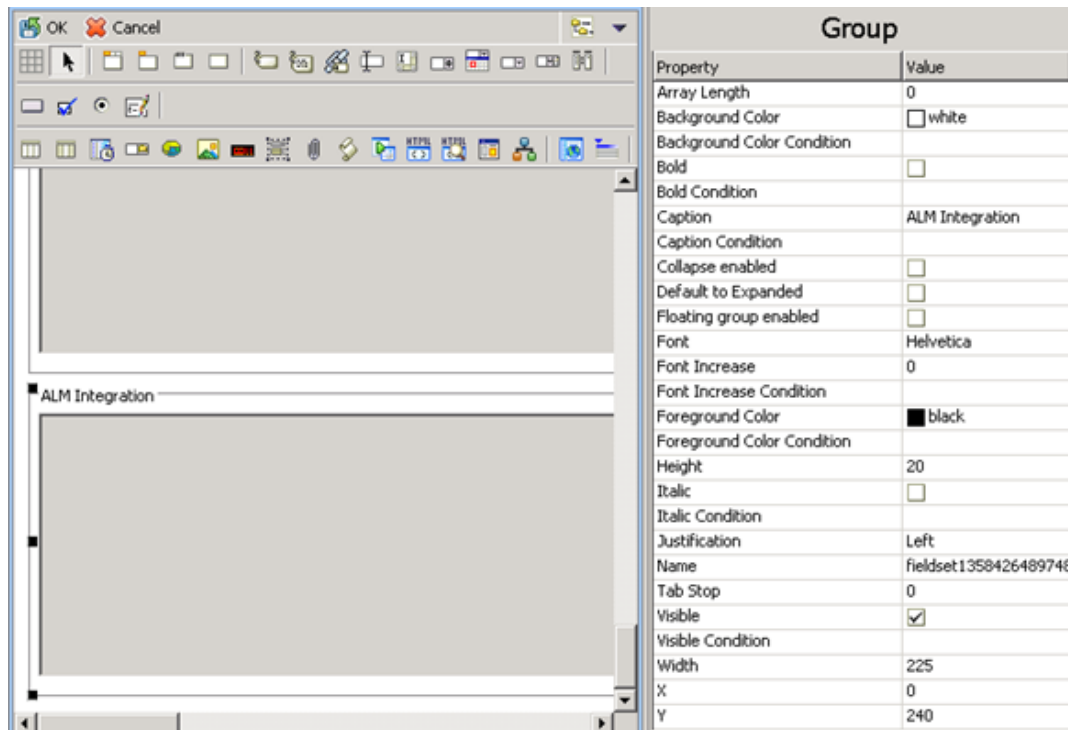 OK Cancel
ALM Integration
Group
Property Value
Array Length 0
Background Color white
Background Color Condition
Bold
Bold Condition
Caption ALM Integration
Caption Condition
Collapse enabled
Default to Expanded
Floating group enabled
Font Helvetica
Font Increase 0
Font Increase Condition
Foreground Color black
Foreground Color Condition
Height 20
Italic
Italic Condition
Justification Left
Name fieldset1358426489748
Tab Stop 0
Visible
Visible Condition
Width 225
X 0
Y 240